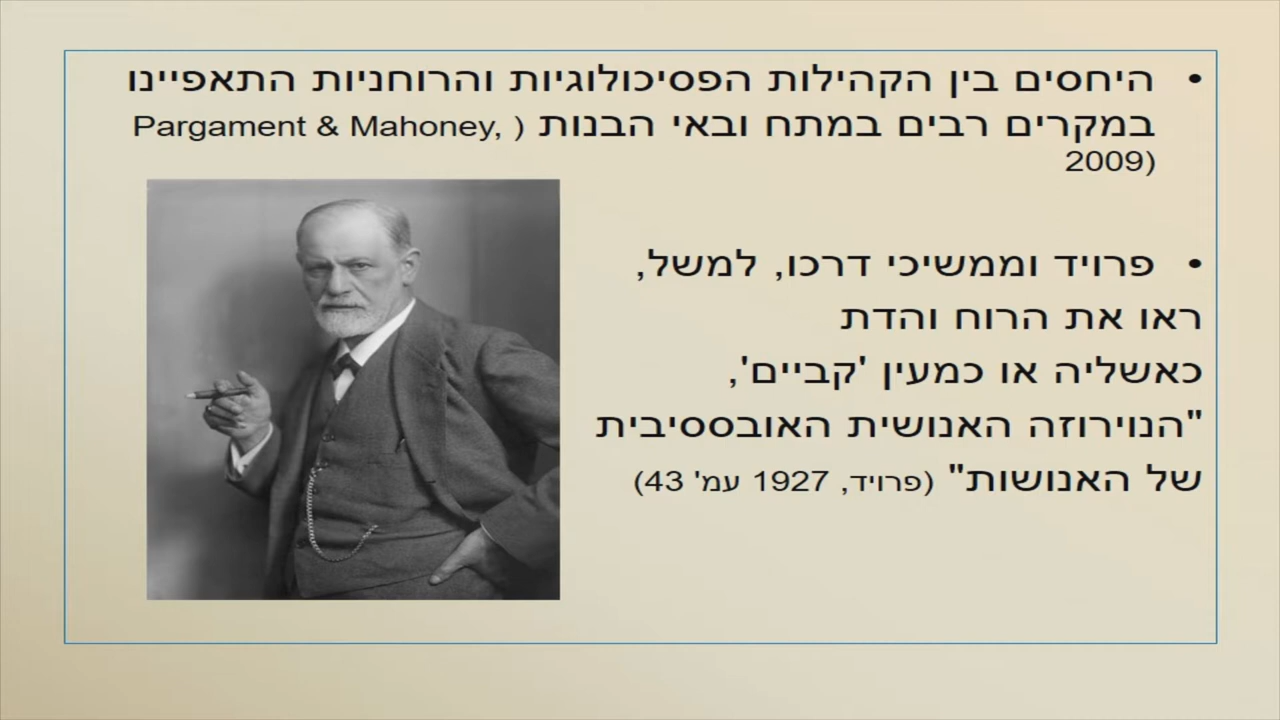 • היחסים בין הקהילות הפסיכולוגיות והרוחניות התאפיינו
במקרים רבים במתח ובאי הבנות ( Pargament & Mahoney,
2009)
• פרויד וממשיכי דרכו, למשל,
ראו את הרוח והדת
כאשליה או כמעין 'קביים',
"הנוירוזה האנושית האובססיבית
של האנושות" (פרויד, 1927 עמ' 43)